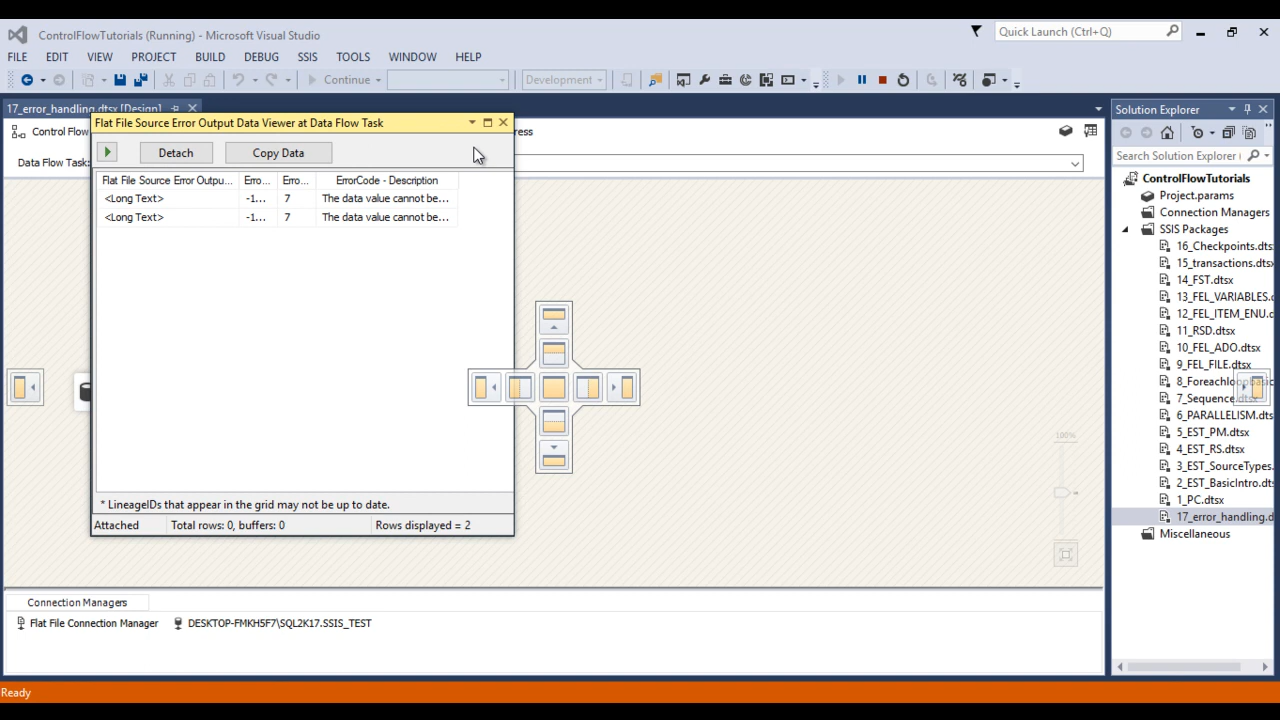 ControlFlowTutorials (Running) - Microsoft Visual Studio
Quick Launch (Ctrl+Q)
FILE EDIT VIEW PROJECT BUILD DEBUG SSIS TOOLS WINDOW HELP
Continue
Development
17_error_handling.dtsx [Design]
Solution Explorer
Flat File Source Error Output Data Viewer at Data Flow Task
Control Flow
ress
Detach
Copy Data
Data Flow Task:
Search Solution Explorer
Flat File Source Error Outpu... Erro... Erro... ErrorCode - Description
<Long Text> -1... 7 The data value cannot be...
<Long Text> -1... 7 The data value cannot be...
* LineageIDs that appear in the grid may not be up to date.
Attached Total rows: 0, buffers: 0 Rows displayed = 2
100%
ControlFlowTutorials
Project.params
Connection Managers
SSIS Packages
16_Checkpoints.dts
15_transactions.dts
14_FST.dtsx
13_FEL_VARIABLES.
12_FEL_ITEM_ENU.
11_RSD.dtsx
10_FEL_ADO.dtsx
9_FEL_FILE.dtsx
8_Foreachloopbasic
7_Sequence.dtsx
6_PARALLELISM.dts
5_EST_PM.dtsx
4_EST_RS.dtsx
3_EST_SourceTypes.
2_EST_BasicIntro.dt
1_PC.dtsx
17_error_handling.d
Miscellaneous
Connection Managers
Flat File Connection Manager DESKTOP-FMKH5F7\SQL2K17.SSIS_TEST
Ready